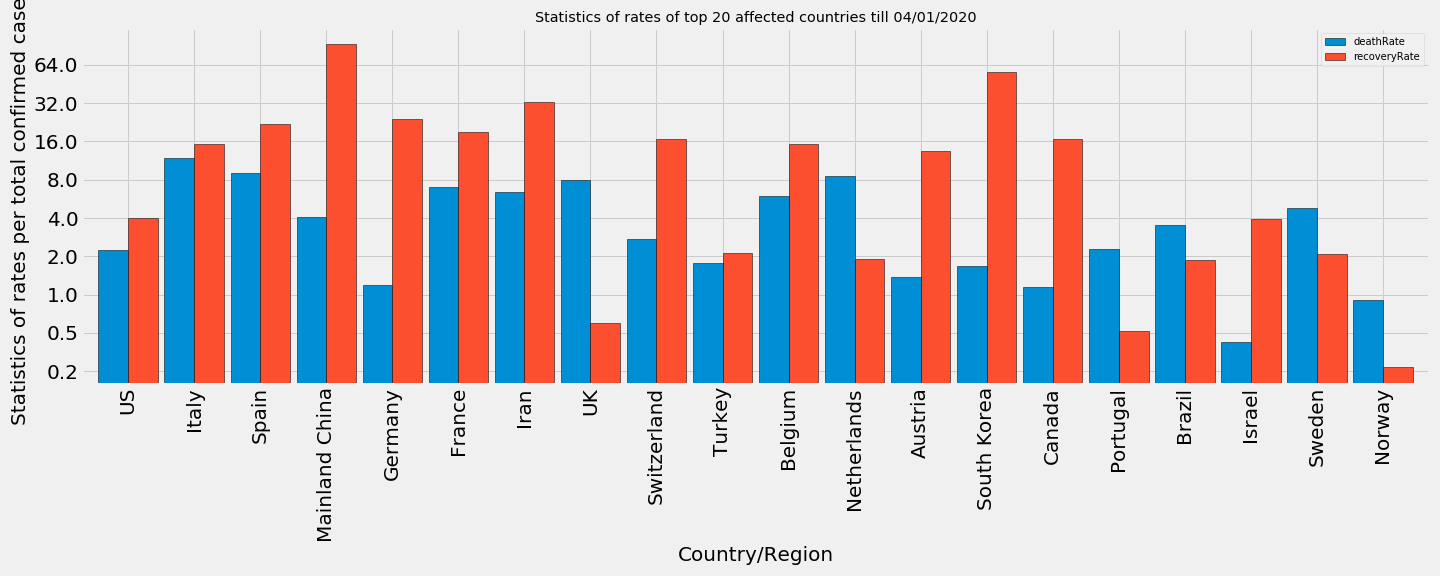 Statistics of rates of top 20 affected countries till 04/01/2020
deathRate
recoveryRate
Statistics of rates per total confirmed case
64.0
32.0
16.0
8.0
4.0
2.0
1.0
0.5
0.2
US
Italy
Spain
Mainland China
Germany
France
Iran
UK
Switzerland
Turkey
Belgium
Netherlands
Austria
South Korea
Canada
Portugal
Brazil
Israel
Sweden
Norway
Country/Region